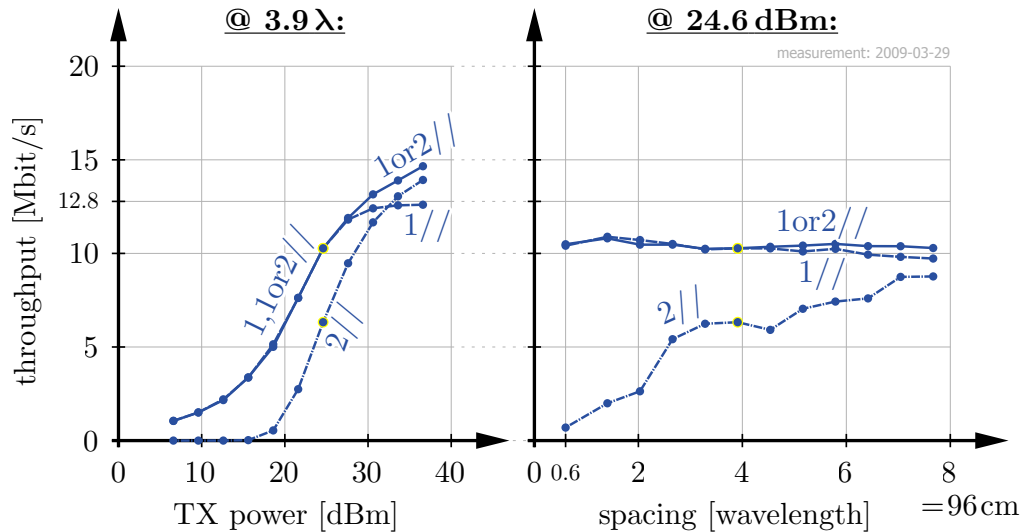 @ 3.9 λ:
@ 24.6 dBm:
measurement: 2009-03-29
throughput [Mbit/s]
20
15
12.8
10
5
0
1or2//
1//
1,1or2//
2//
1or2//
1//
2//
0 10 20 30 40
0 0.6 2 4 6 8
TX power [dBm]
spacing [wavelength]
=96cm